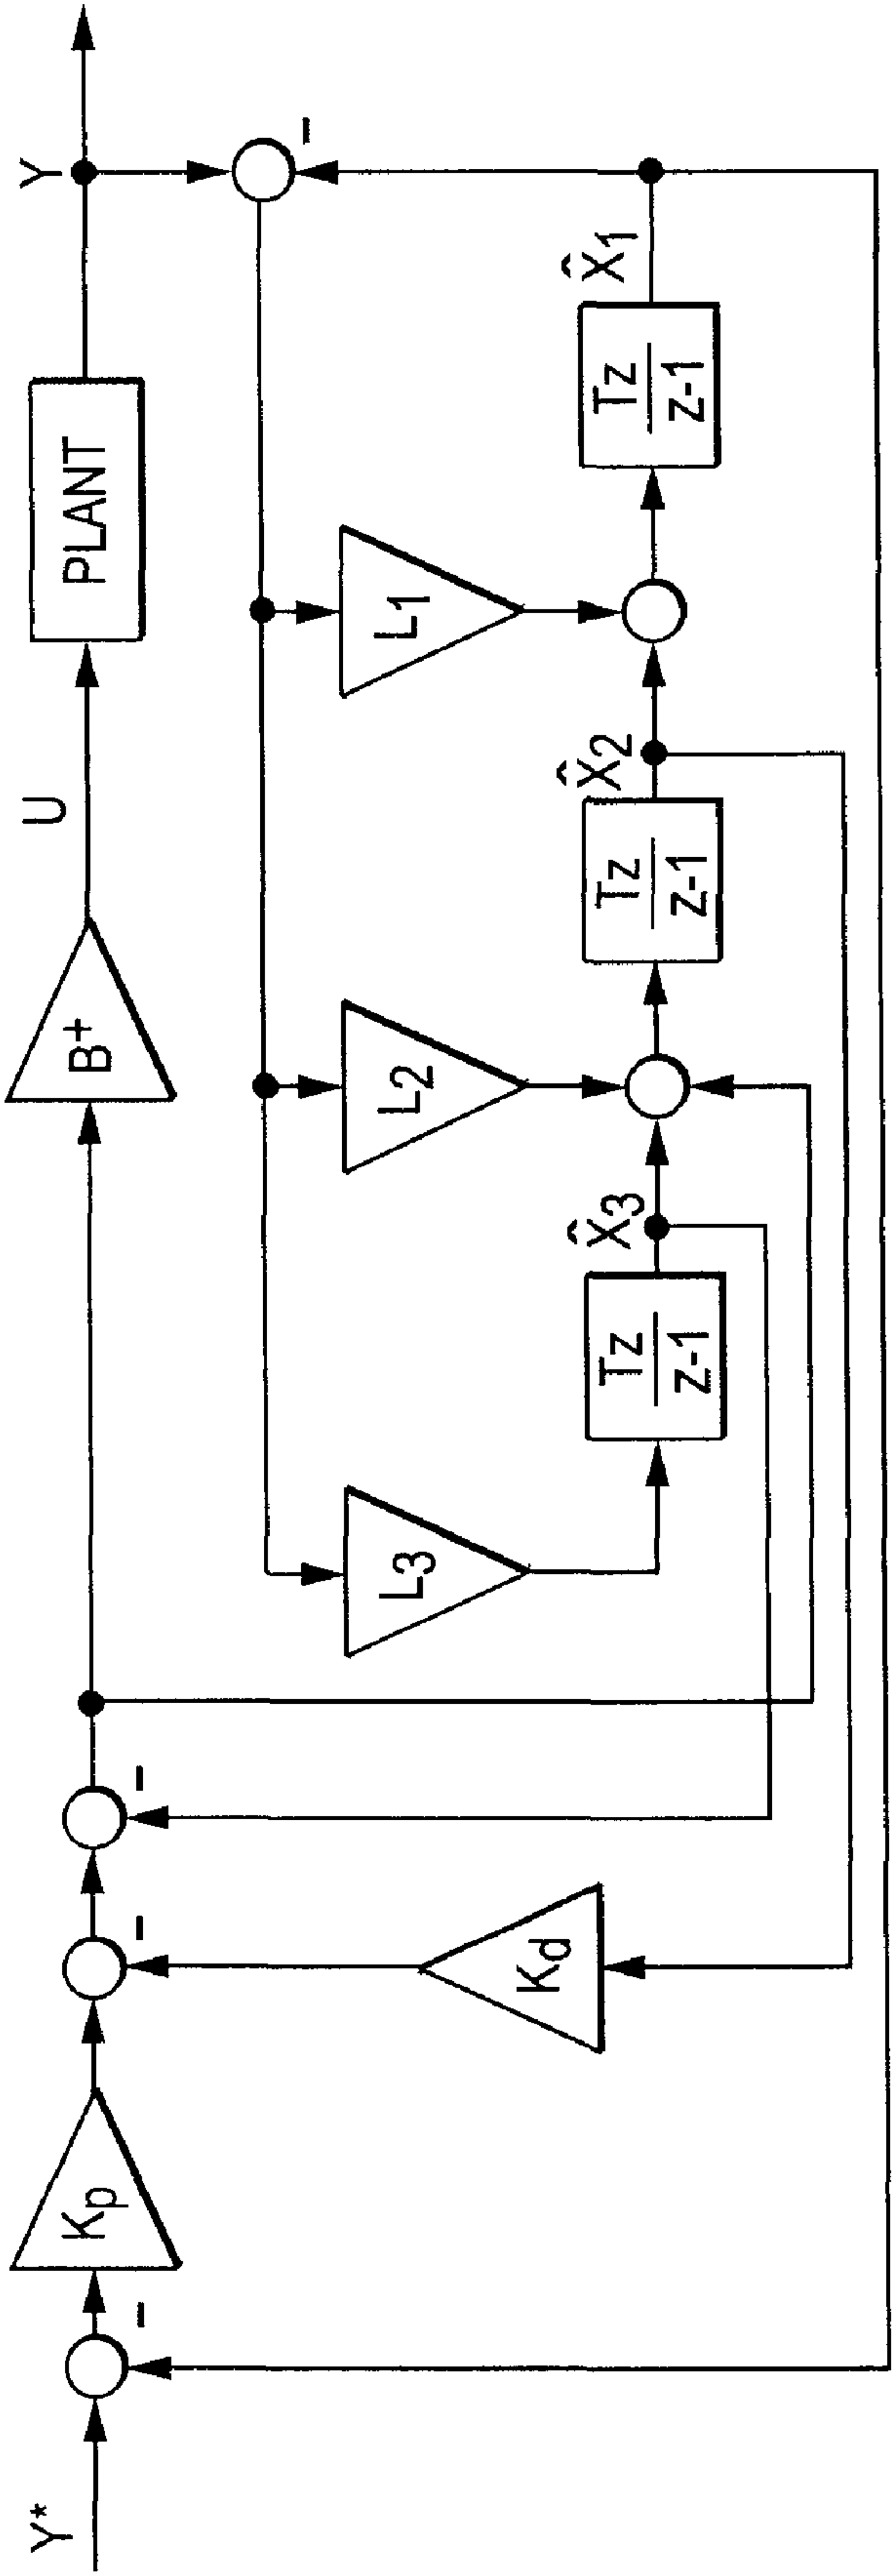 Y*
−
Kp
−
−
B+
U
PLANT
Y
−
Kd
L3
L2
L1
Tz
z-1
X̂3
Tz
z-1
X̂2
Tz
z-1
X̂1